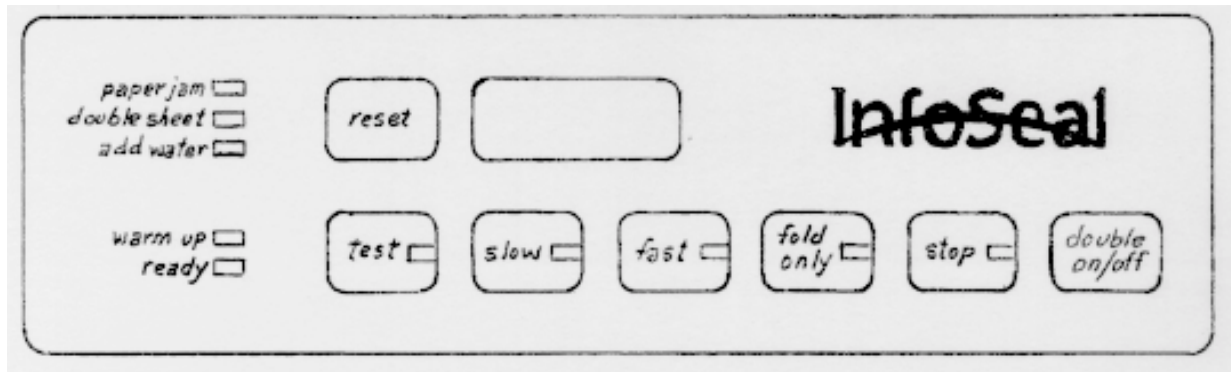 paper jam
double sheet
add water
reset
InfoSeal
warm up
ready
test
slow
fast
fold
only
stop
double
on/off